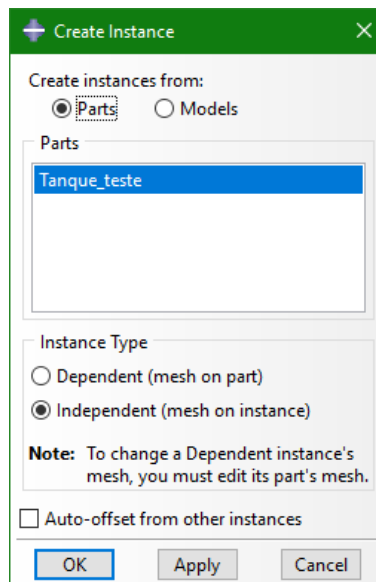 Create Instance
Create instances from:
Parts Models
Parts
Tanque_teste
Instance Type
Dependent (mesh on part)
Independent (mesh on instance)
Note: To change a Dependent instance's
mesh, you must edit its part's mesh.
Auto-offset from other instances
OK Apply Cancel